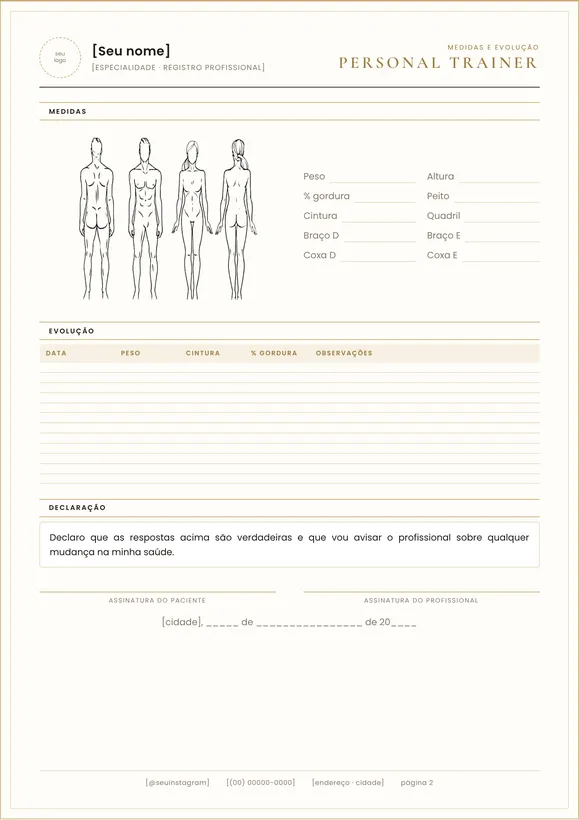 seu
logo
[Seu nome]
[ESPECIALIDADE · REGISTRO PROFISSIONAL]
MEDIDAS E EVOLUÇÃO
PERSONAL TRAINER
MEDIDAS
Peso
Altura
% gordura
Peito
Cintura
Quadril
Braço D
Braço E
Coxa D
Coxa E
EVOLUÇÃO
DATA PESO CINTURA % GORDURA OBSERVAÇÕES
DECLARAÇÃO
Declaro que as respostas acima são verdadeiras e que vou avisar o profissional sobre qualquer
mudança na minha saúde.
ASSINATURA DO PACIENTE
ASSINATURA DO PROFISSIONAL
[cidade], _____ de ________________ de 20____
[@seuinstagram] [(00) 00000-0000] [endereço · cidade] página 2